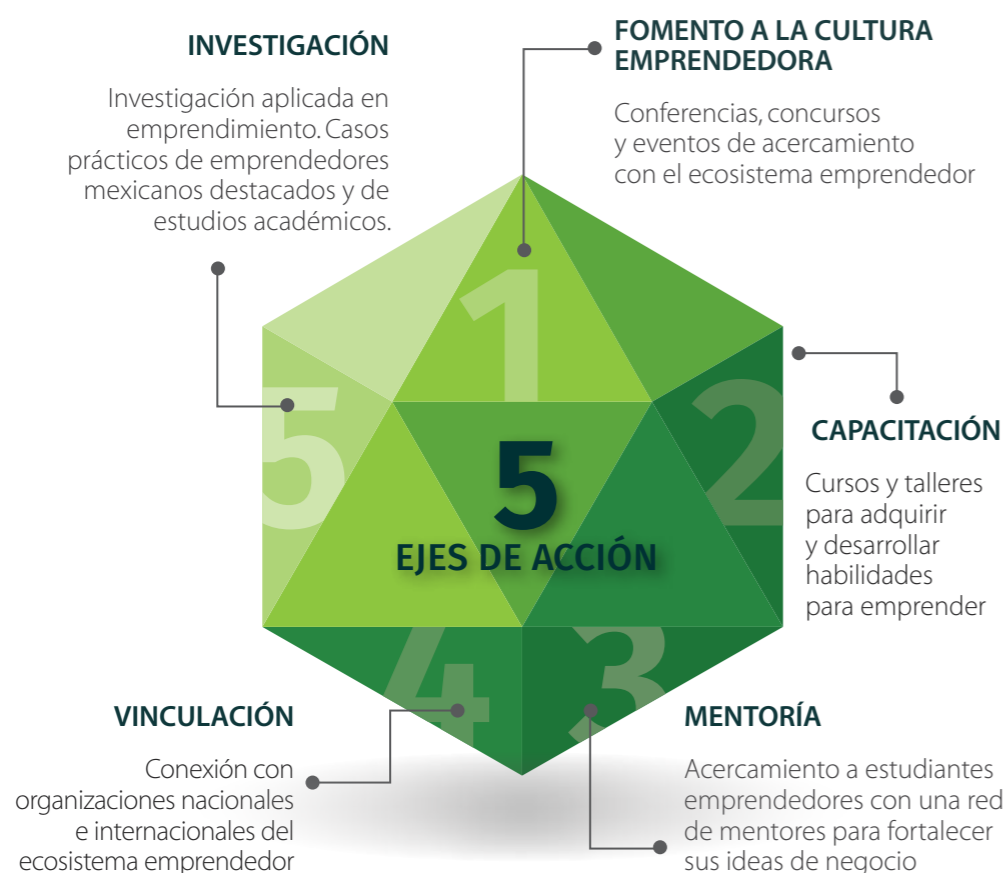 INVESTIGACIÓN
Investigación aplicada en
emprendimiento. Casos
prácticos de emprendedores
mexicanos destacados y de
estudios académicos.
FOMENTO A LA CULTURA
EMPRENDEDORA
Conferencias, concursos
y eventos de acercamiento
con el ecosistema emprendedor
1
5
2
5
EJES DE ACCIÓN
CAPACITACIÓN
Cursos y talleres
para adquirir
y desarrollar
habilidades
para emprender
4
3
VINCULACIÓN
Conexión con
organizaciones nacionales
e internacionales del
ecosistema emprendedor
MENTORÍA
Acercamiento a estudiantes
emprendedores con una red
de mentores para fortalecer
sus ideas de negocio